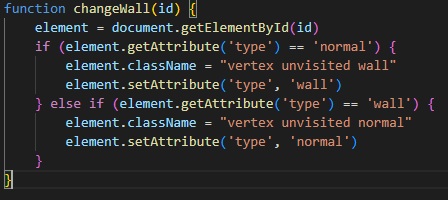 function changeWall(id) {
    element = document.getElementById(id)
    if (element.getAttribute('type') == 'normal') {
        element.className = "vertex unvisited wall"
        element.setAttribute('type', 'wall')
    } else if (element.getAttribute('type') == 'wall') {
        element.className = "vertex unvisited normal"
        element.setAttribute('type', 'normal')
    }
}